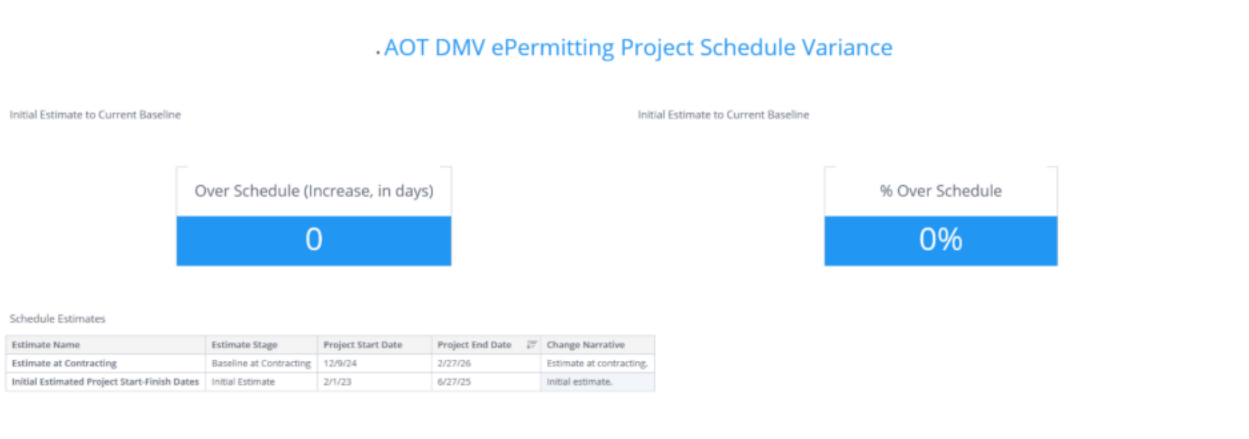 . AOT DMV ePermitting Project Schedule Variance
Initial Estimate to Current Baseline
Initial Estimate to Current Baseline
Over Schedule (Increase, in days)
0
% Over Schedule
0%
Schedule Estimates
Estimate Name Estimate Stage Project Start Date Project End Date Change Narrative
Estimate at Contracting Baseline at Contracting 12/9/24 2/27/26 Estimate at contracting.
Initial Estimated Project Start-Finish Dates Initial Estimate 2/1/23 6/27/25 Initial estimate.